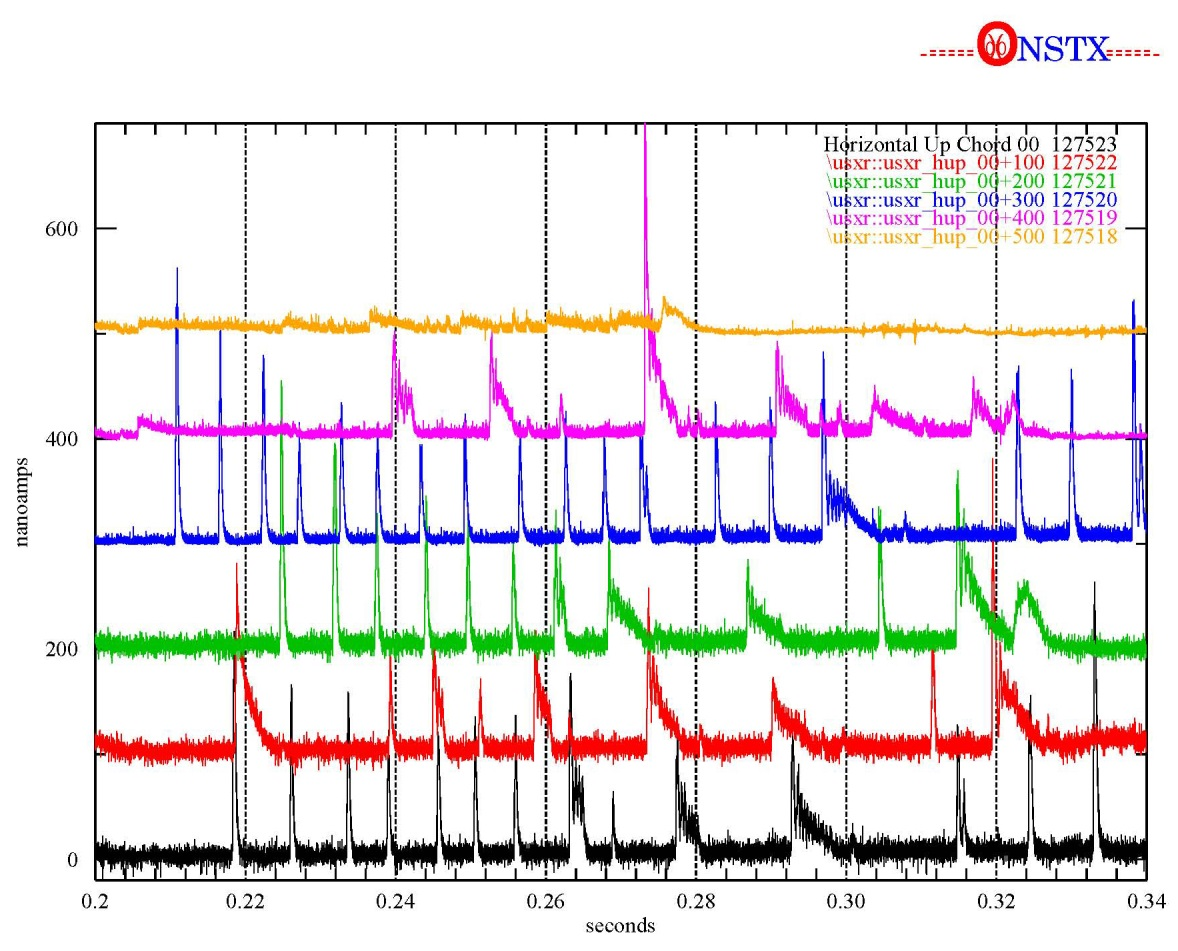 NSTX
Horizontal Up Chord 00 127523
\usxr::usxr_hup_00+100 127522
\usxr::usxr_hup_00+200 127521
\usxr::usxr_hup_00+300 127520
\usxr::usxr_hup_00+400 127519
\usxr::usxr_hup_00+500 127518
600
400
200
0
nanoamps
0.2 0.22 0.24 0.26 0.28 0.30 0.32 0.34
seconds